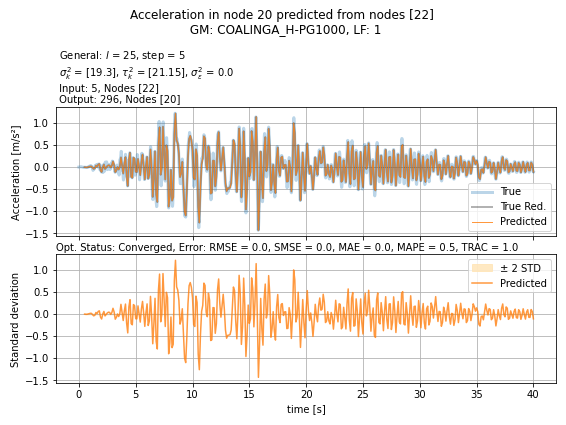 Acceleration in node 20 predicted from nodes [22]
GM: COALINGA_H-PG1000, LF: 1
General: l = 25, step = 5
σ²ₖ = [19.3], τ²ₖ = [21.15], σ²ε = 0.0
Input: 5, Nodes [22]
Output: 296, Nodes [20]
Acceleration [m/s²]
1.0
0.5
0.0
−0.5
−1.0
−1.5
True
True Red.
Predicted
Opt. Status: Converged, Error: RMSE = 0.0, SMSE = 0.0, MAE = 0.0, MAPE = 0.5, TRAC = 1.0
Standard deviation
1.0
0.5
0.0
−0.5
−1.0
−1.5
± 2 STD
Predicted
0 5 10 15 20 25 30 35 40
time [s]